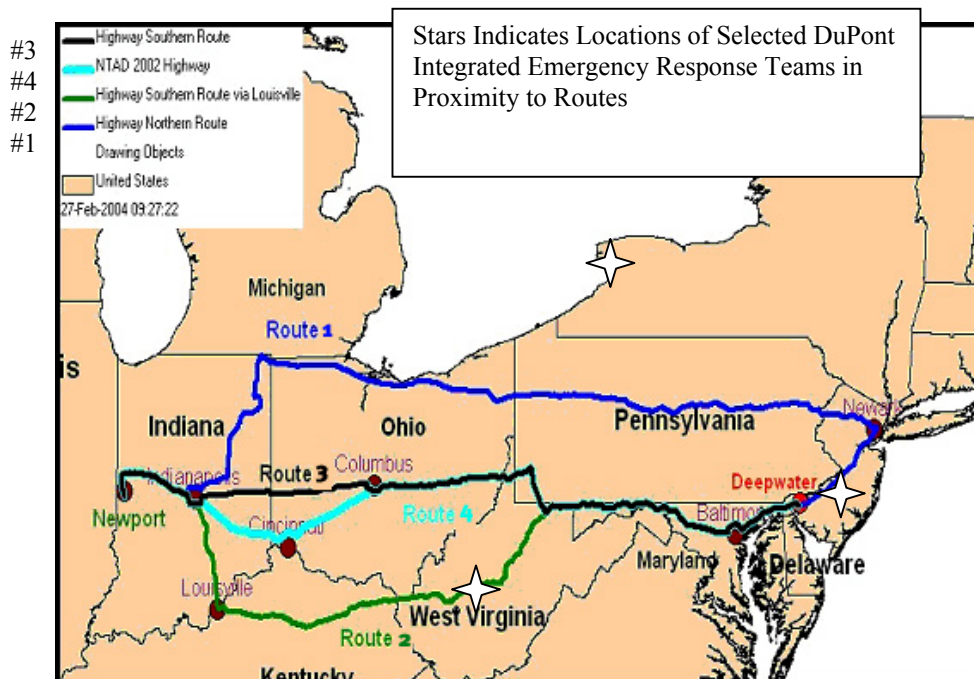 #3
#4
#2
#1
Highway Southern Route
NTAD 2002 Highway
Highway Southern Route via Louisville
Highway Northern Route
Drawing Objects
United States
27-Feb-2004 09:27:22
Stars Indicates Locations of Selected DuPont
Integrated Emergency Response Teams in
Proximity to Routes
Michigan
Route 1
is
Indiana
Ohio
Pennsylvania
Newark
Route 3
Columbus
Indianapolis
Deepwater
Newport
Route 4
Cincinnati
Baltimore
Maryland
Delaware
Louisville
West Virginia
Route 2
Kentucky